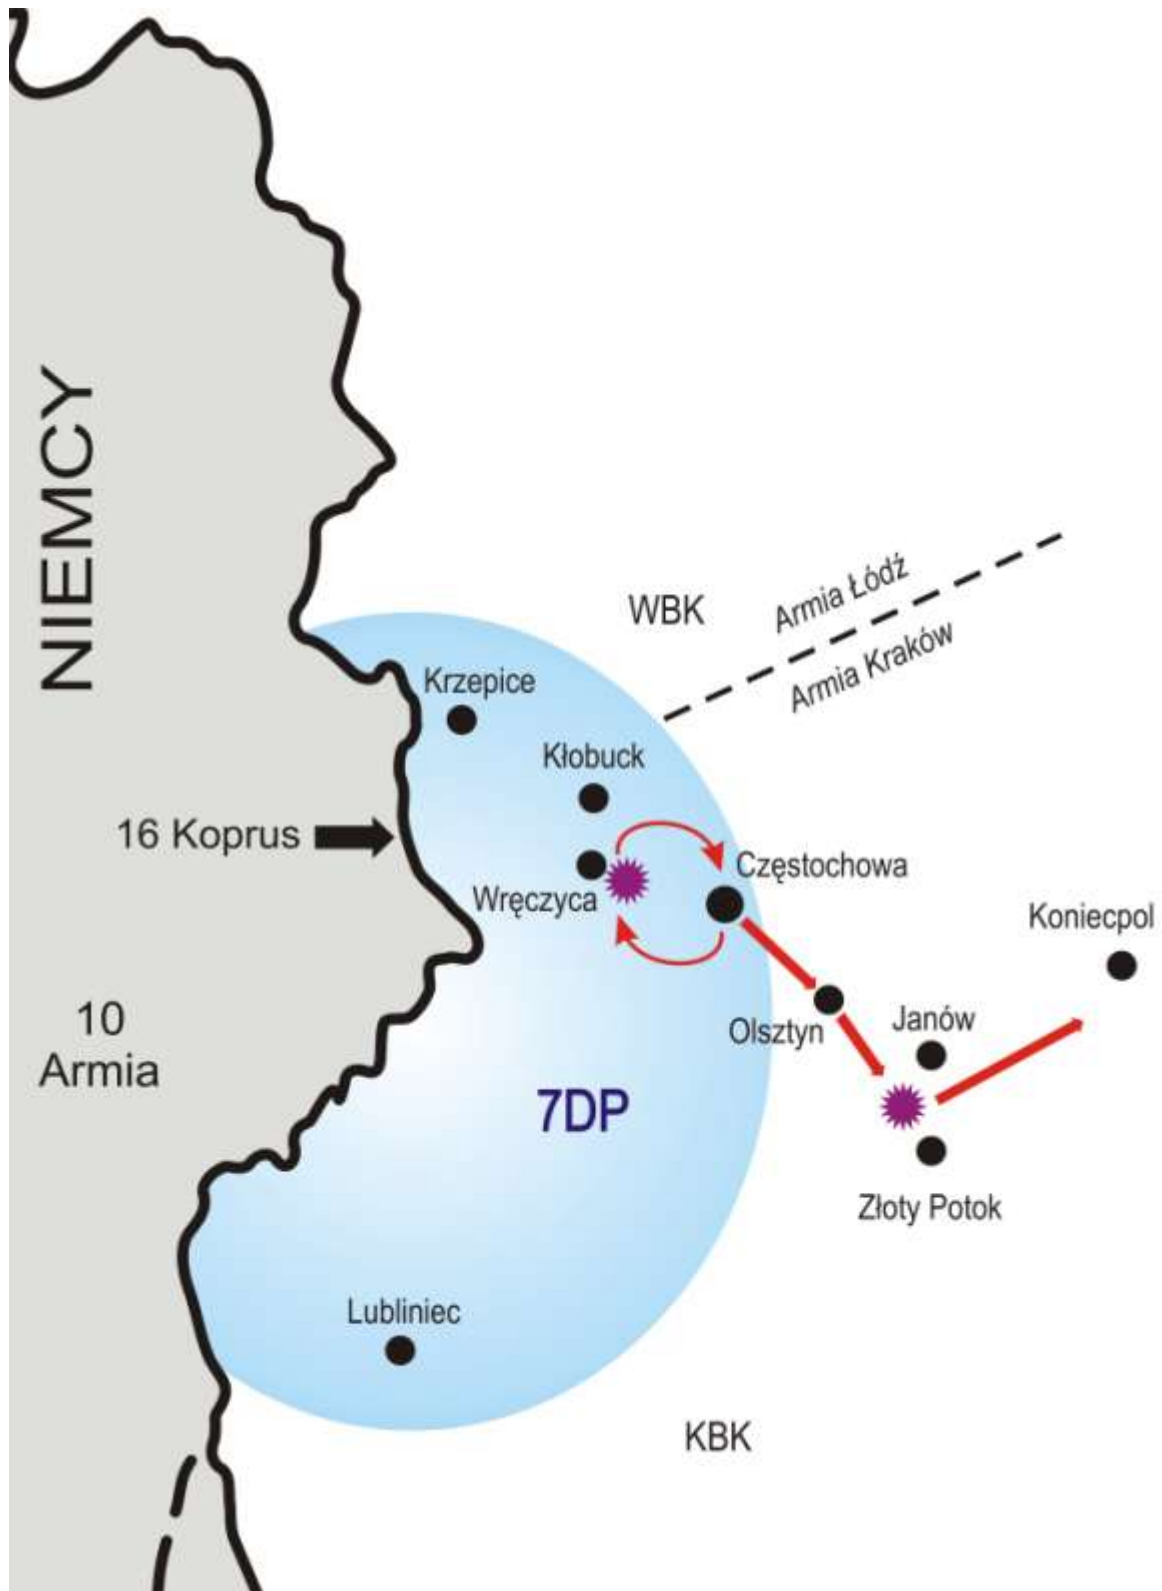 NIEMCY
WBK
Armia Łódź
Armia Kraków
Krzepice
Kłobuck
16 Koprus
Częstochowa
Wręczyca
Koniecpol
10
Armia
Olsztyn
Janów
7DP
Złoty Potok
Lubliniec
KBK